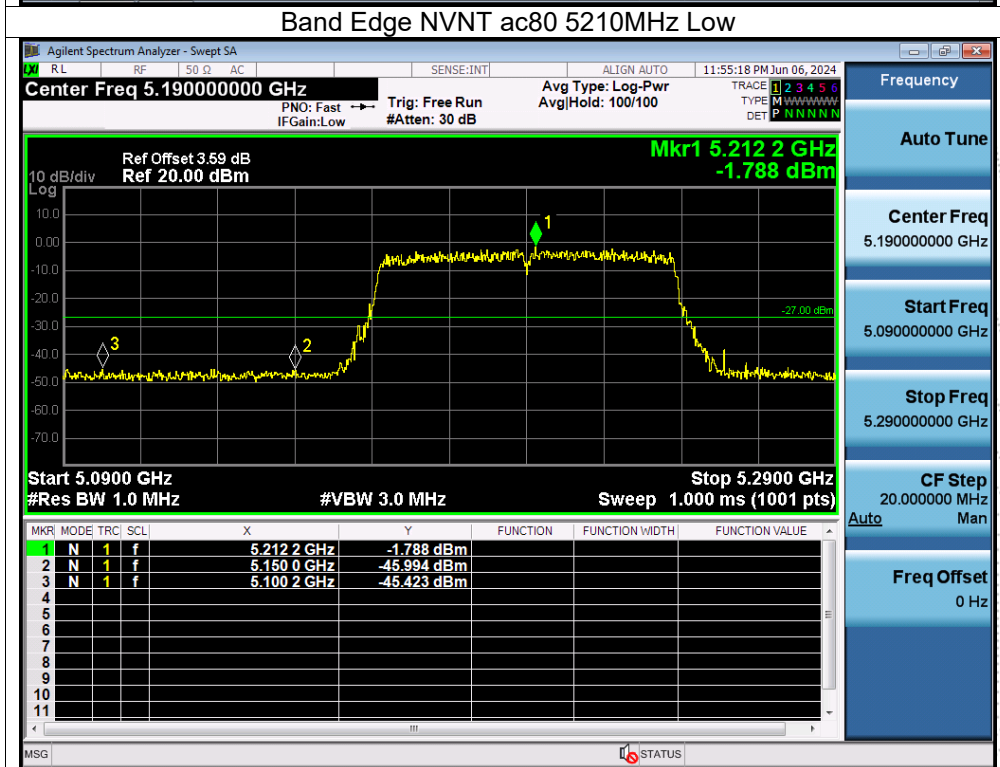 Band Edge NVNT ac80 5210MHz Low
Agilent Spectrum Analyzer - Swept SA
LXI RL RF 50 Ω AC SENSE:INT ALIGN AUTO 11:55:18 PM Jun 06, 2024
Center Freq 5.190000000 GHz
PNO: Fast
IFGain:Low
Trig: Free Run
#Atten: 30 dB
Avg Type: Log-Pwr
Avg|Hold: 100/100
TRACE 1 2 3 4 5 6
TYPE M WWWWW
DET P N N N N N
Ref Offset 3.59 dB
Ref 20.00 dBm
10 dB/div
Log
Mkr1 5.212 2 GHz
-1.788 dBm
10.0
0.00
-10.0
-20.0
-30.0
-40.0
-50.0
-60.0
-70.0
1
2
3
-27.00 dBm
Start 5.0900 GHz
Stop 5.2900 GHz
#Res BW 1.0 MHz #VBW 3.0 MHz Sweep 1.000 ms (1001 pts)
MKR MODE TRC SCL X Y FUNCTION FUNCTION WIDTH FUNCTION VALUE
1 N 1 f 5.212 2 GHz -1.788 dBm
2 N 1 f 5.150 0 GHz -45.994 dBm
3 N 1 f 5.100 2 GHz -45.423 dBm
4
5
6
7
8
9
10
11
MSG STATUS
Frequency
Auto Tune
Center Freq
5.190000000 GHz
Start Freq
5.090000000 GHz
Stop Freq
5.290000000 GHz
CF Step
20.000000 MHz
Auto Man
Freq Offset
0 Hz